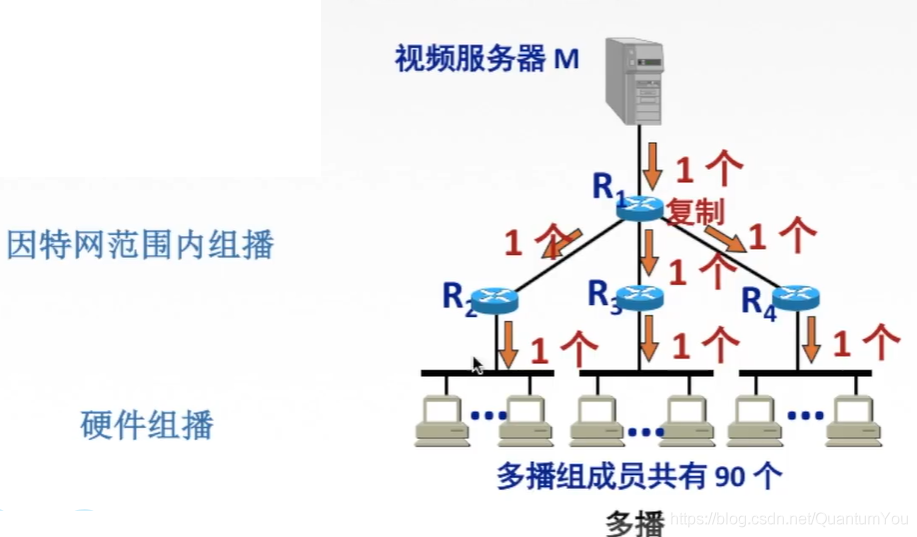 视频服务器 M
1 个
R1
复制
因特网范围内组播
1 个
1 个
1 个
R2
R3
R4
1 个
1 个
1 个
硬件组播
多播组成员共有 90 个
多播
https://blog.csdn.net/QuantumYou